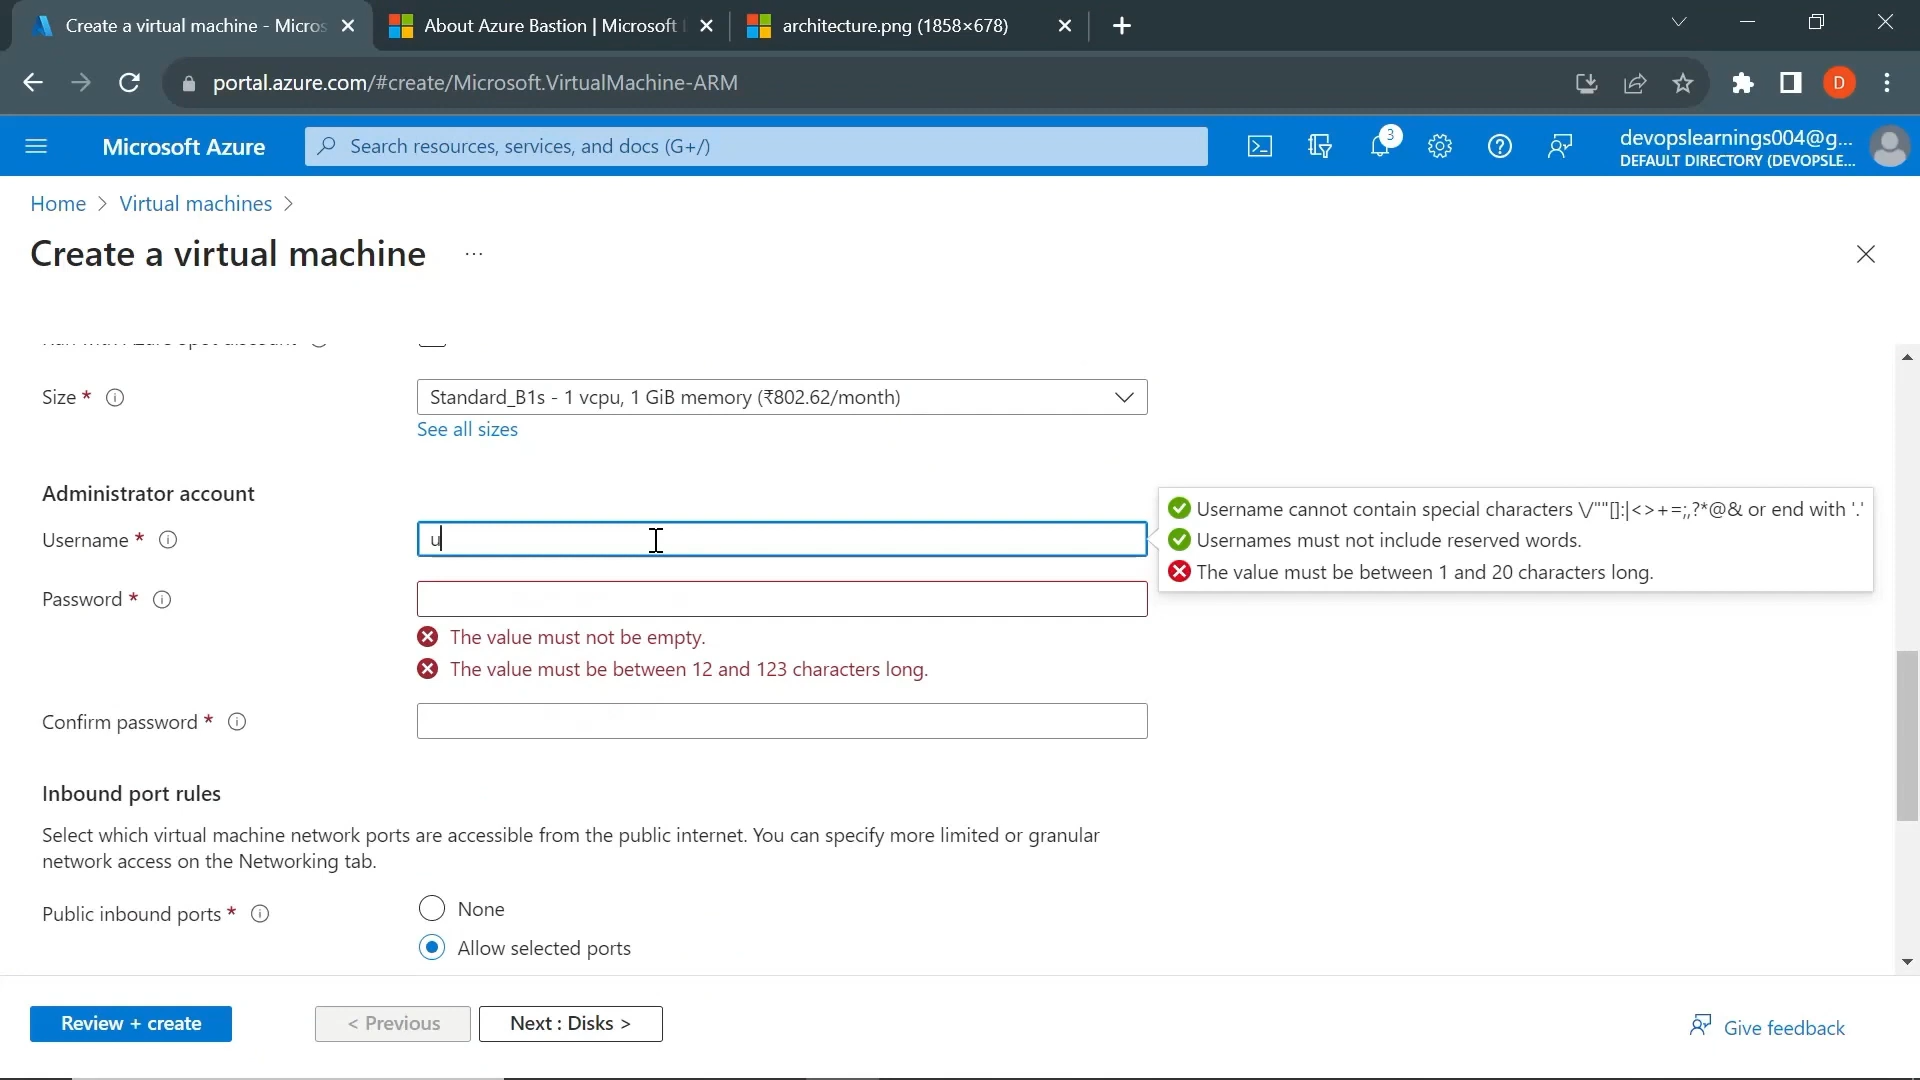 Create a virtual machine - Micros
About Azure Bastion | Microsoft
architecture.png (1858×678)
portal.azure.com/#create/Microsoft.VirtualMachine-ARM
D
Microsoft Azure
Search resources, services, and docs (G+/)
3
devopslearnings004@g...
DEFAULT DIRECTORY (DEVOPSLE...
Home > Virtual machines >
Create a virtual machine ...
Size *
Standard_B1s - 1 vcpu, 1 GiB memory (₹802.62/month)
See all sizes
Administrator account
Username *
u
Username cannot contain special characters \/""[]:|<>+=;,?*@& or end with '.'
Usernames must not include reserved words.
The value must be between 1 and 20 characters long.
Password *
The value must not be empty.
The value must be between 12 and 123 characters long.
Confirm password *
Inbound port rules
Select which virtual machine network ports are accessible from the public internet. You can specify more limited or granular
network access on the Networking tab.
Public inbound ports *
None
Allow selected ports
Review + create
< Previous
Next : Disks >
Give feedback